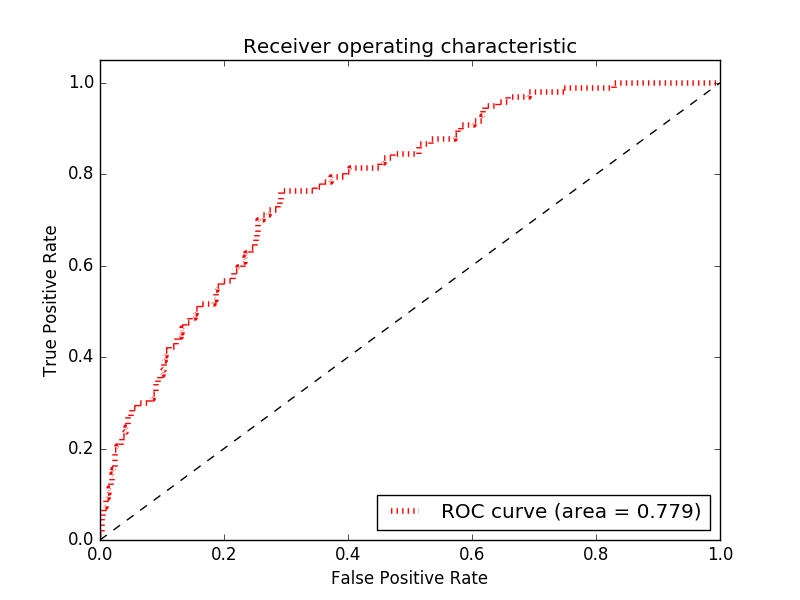 Receiver operating characteristic
1.0
0.8
0.6
0.4
0.2
0.0
True Positive Rate
ROC curve (area = 0.779)
0.0 0.2 0.4 0.6 0.8 1.0
False Positive Rate